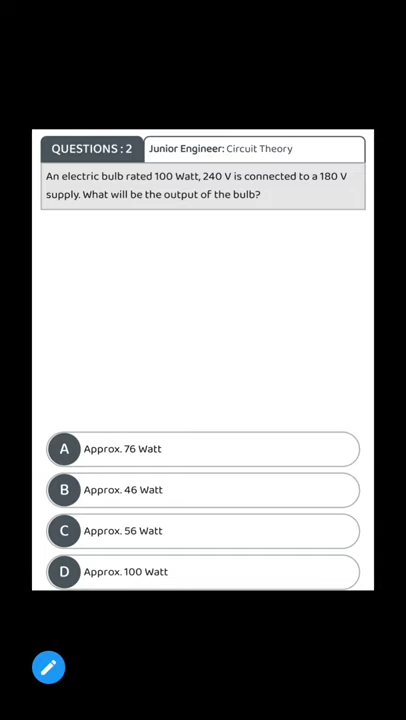 QUESTIONS : 2
Junior Engineer: Circuit Theory
An electric bulb rated 100 Watt, 240 V is connected to a 180 V
supply. What will be the output of the bulb?
A Approx. 76 Watt
B Approx. 46 Watt
C Approx. 56 Watt
D Approx. 100 Watt